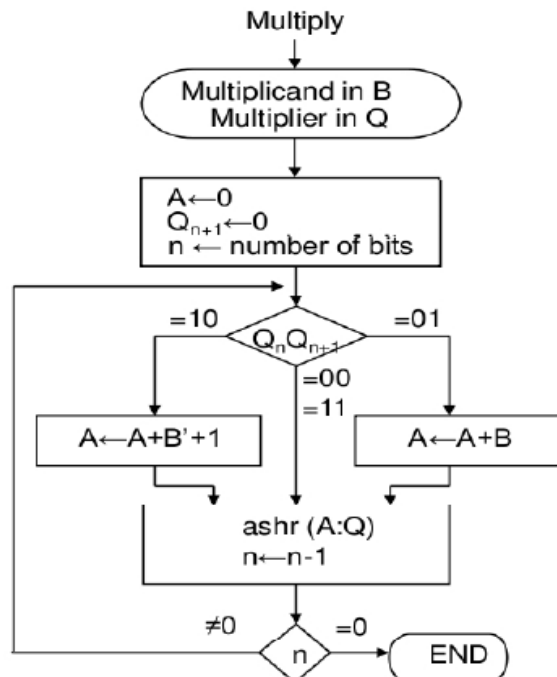 Multiply
Multiplicand in B
Multiplier in Q
A←0
Qn+1←0
n ← number of bits
=10
=01
QnQn+1
=00
=11
A←A+B'+1
A←A+B
ashr (A:Q)
n←n-1
≠0
=0
n
END